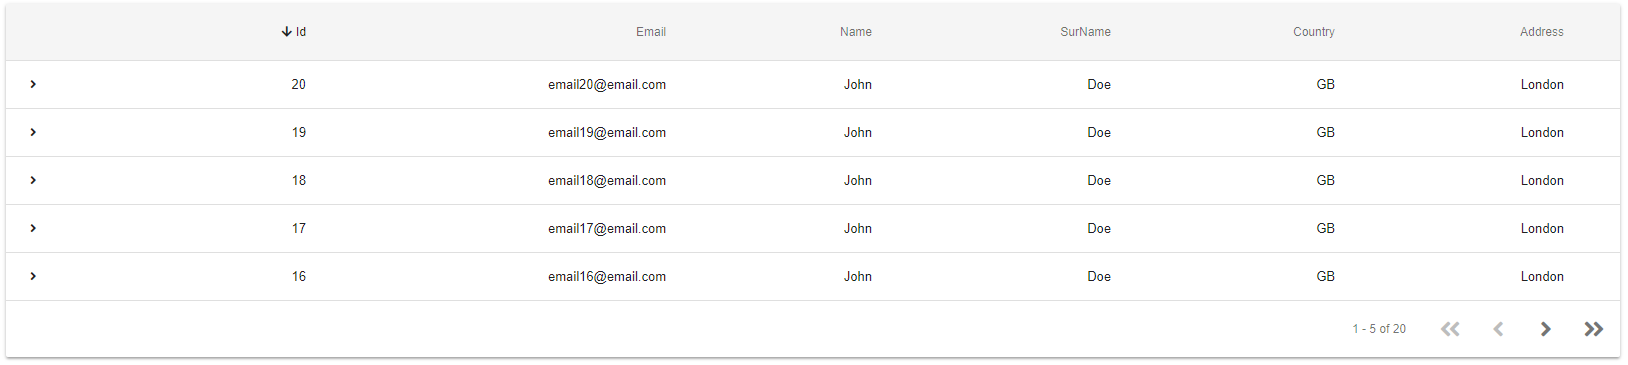 Id Email Name SurName Country Address
20 email20@email.com John Doe GB London
19 email19@email.com John Doe GB London
18 email18@email.com John Doe GB London
17 email17@email.com John Doe GB London
16 email16@email.com John Doe GB London
1 - 5 of 20